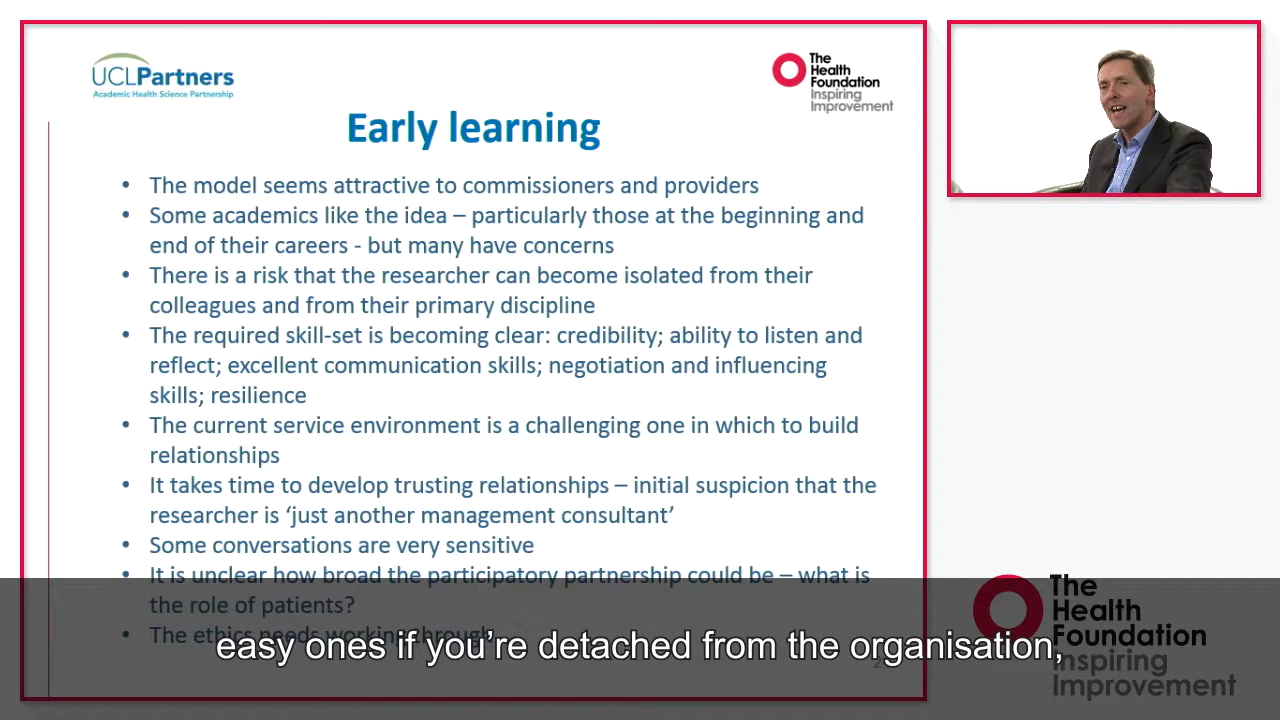 UCLPartners
Academic Health Science Partnership
The
Health
Foundation
Inspiring
Improvement
Early learning
• The model seems attractive to commissioners and providers
• Some academics like the idea – particularly those at the beginning and
end of their careers - but many have concerns
• There is a risk that the researcher can become isolated from their
colleagues and from their primary discipline
• The required skill-set is becoming clear: credibility; ability to listen and
reflect; excellent communication skills; negotiation and influencing
skills; resilience
• The current service environment is a challenging one in which to build
relationships
• It takes time to develop trusting relationships – initial suspicion that the
researcher is ‘just another management consultant’
• Some conversations are very sensitive
• It is unclear how broad the participatory partnership could be – what is
the role of patients?
• The ethics needs working through
easy ones if you’re detached from the organisation,
The
Health
Foundation
Inspiring
Improvement